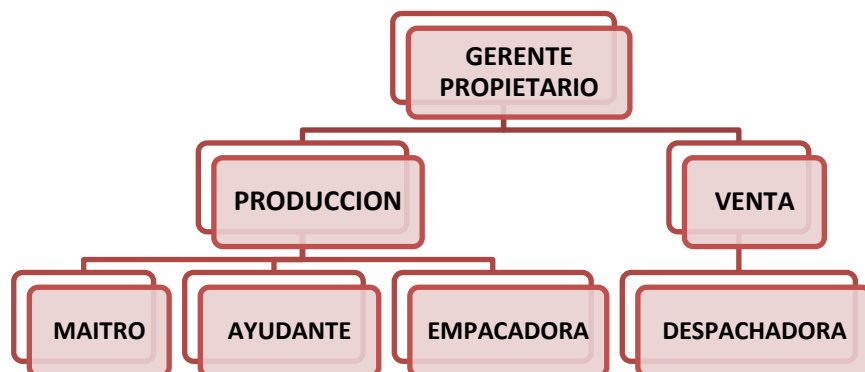 GERENTE
PROPIETARIO
PRODUCCION
VENTA
MAITRO
AYUDANTE
EMPACADORA
DESPACHADORA